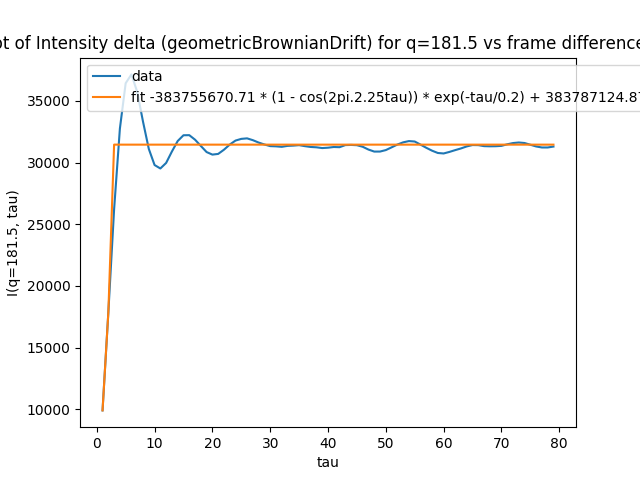 ot of Intensity delta (geometricBrownianDrift) for q=181.5 vs frame difference
data
fit -383755670.71 * (1 - cos(2pi.2.25tau)) * exp(-tau/0.2) + 383787124.87
I(q=181.5, tau)
35000
30000
25000
20000
15000
10000
0 10 20 30 40 50 60 70 80
tau